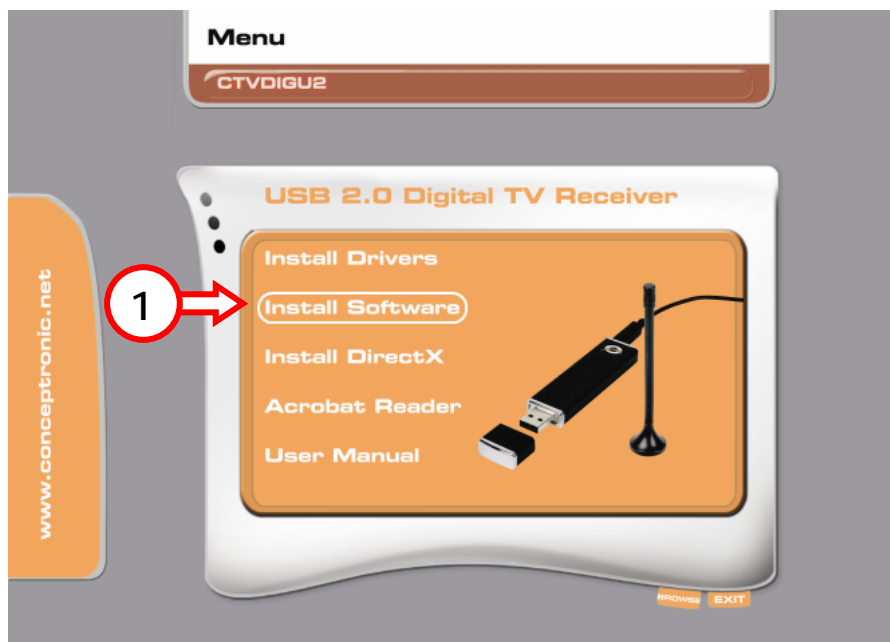 Menu
CTVDIGU2
USB 2.0 Digital TV Receiver
Install Drivers
1
Install Software
Install DirectX
Acrobat Reader
User Manual
www.conceptronic.net
BROWSE
EXIT